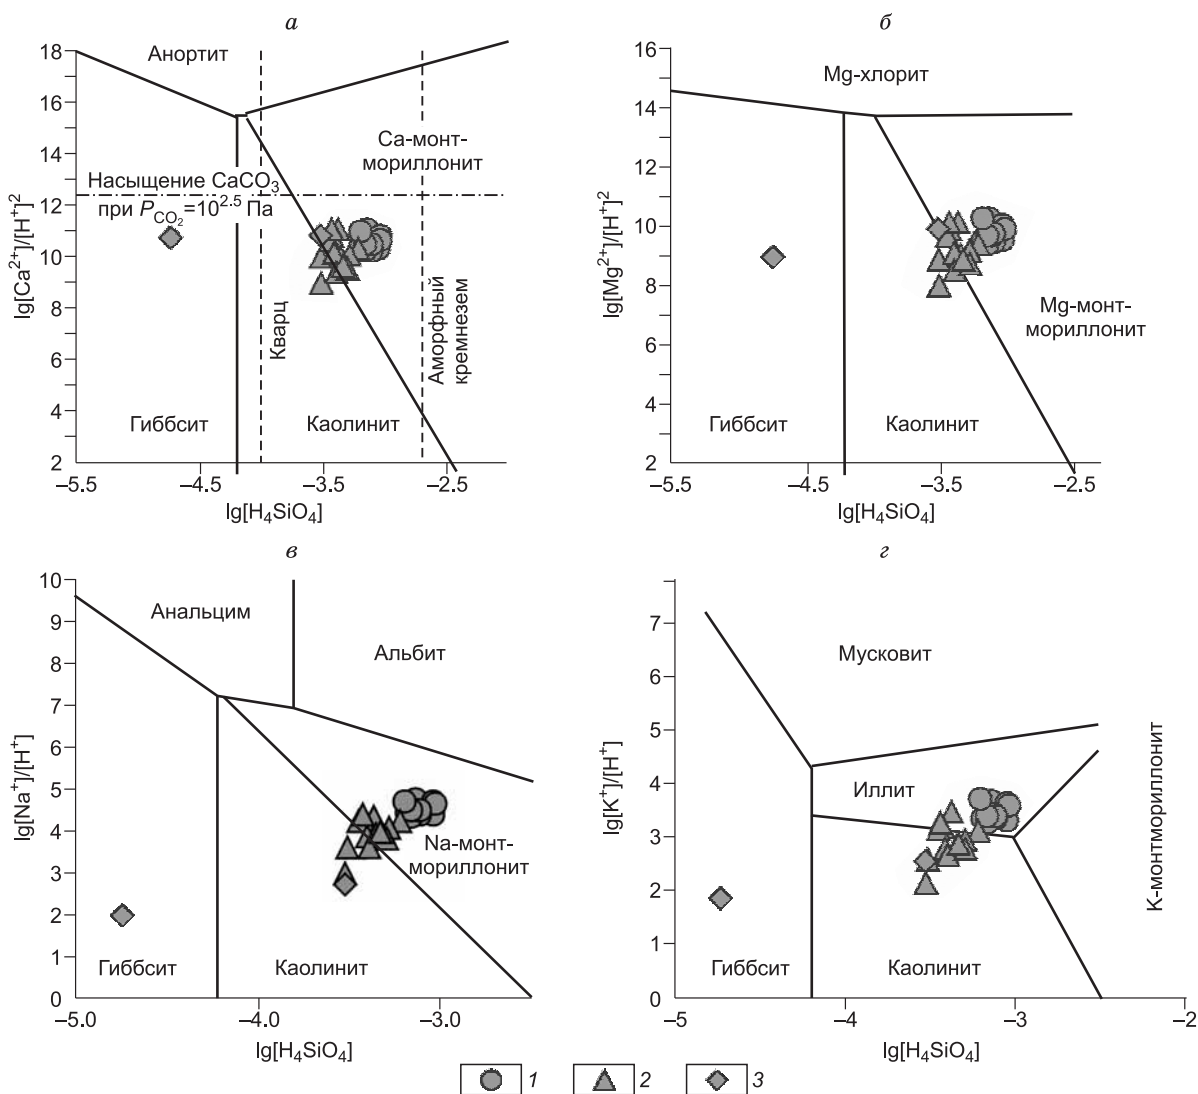 а
18
16
14
12
10
8
6
4
2
–5.5
–4.5
–3.5
–2.5
lg[Ca²⁺]/[H⁺]²
lg[H₄SiO₄]
Анортит
Ca-монт-
мориллонит
Насыщение CaCO₃
при P_CO₂=10^2.5 Па
Кварц
Аморфный
кремнезем
Гиббсит
Каолинит
б
16
14
12
10
8
6
4
2
–5.5
–4.5
–3.5
–2.5
lg[Mg²⁺]/[H⁺]²
lg[H₄SiO₄]
Mg-хлорит
Mg-монт-
мориллонит
Гиббсит
Каолинит
в
10
9
8
7
6
5
4
3
2
1
0
–5.0
–4.0
–3.0
lg[Na⁺]/[H⁺]
lg[H₄SiO₄]
Анальцим
Альбит
Na-монт-
мориллонит
Гиббсит
Каолинит
г
7
6
5
4
3
2
1
0
–5
–4
–3
–2
lg[K⁺]/[H⁺]
lg[H₄SiO₄]
Мусковит
Иллит
К-монтмориллонит
Гиббсит
Каолинит
1
2
3